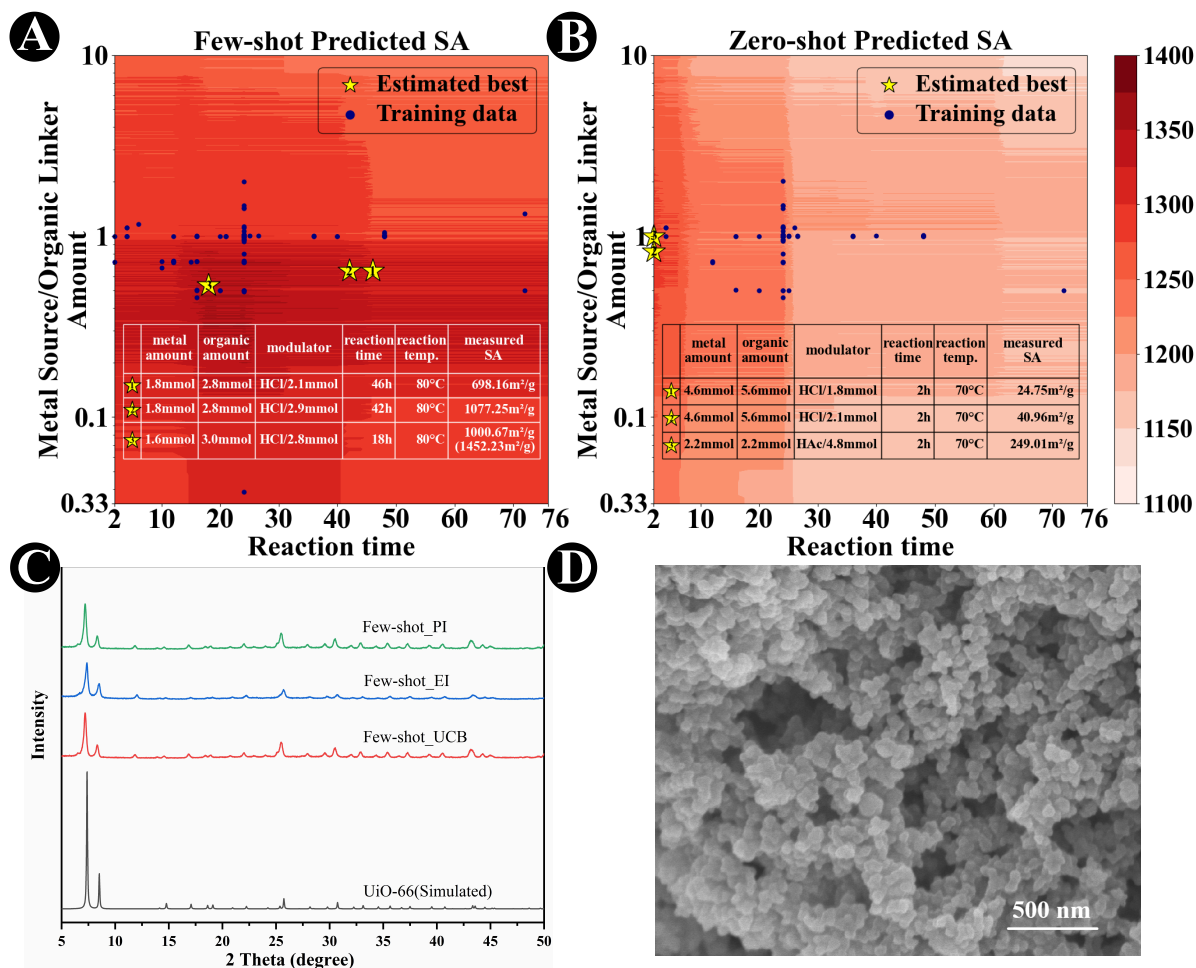 A
Few-shot Predicted SA
Metal Source/Organic Linker
Amount
10
1
0.1
0.33
Estimated best
Training data
metal amount organic amount modulator reaction time reaction temp. measured SA
1.8mmol 2.8mmol HCl/2.1mmol 46h 80°C 698.16m²/g
1.8mmol 2.8mmol HCl/2.9mmol 42h 80°C 1077.25m²/g
1.6mmol 3.0mmol HCl/2.8mmol 18h 80°C 1000.67m²/g
(1452.23m²/g)
2 10 20 30 40 50 60 70 76
Reaction time
B
Zero-shot Predicted SA
Metal Source/Organic Linker
Amount
10
1
0.1
0.33
Estimated best
Training data
metal amount organic amount modulator reaction time reaction temp. measured SA
4.6mmol 5.6mmol HCl/1.8mmol 2h 70°C 24.75m²/g
4.6mmol 5.6mmol HCl/2.1mmol 2h 70°C 40.96m²/g
2.2mmol 2.2mmol HAc/4.8mmol 2h 70°C 249.01m²/g
2 10 20 30 40 50 60 70 76
Reaction time
1400
1350
1300
1250
1200
1150
1100
C
Intensity
Few-shot_PI
Few-shot_EI
Few-shot_UCB
UiO-66(Simulated)
5 10 15 20 25 30 35 40 45 50
2 Theta (degree)
D
500 nm